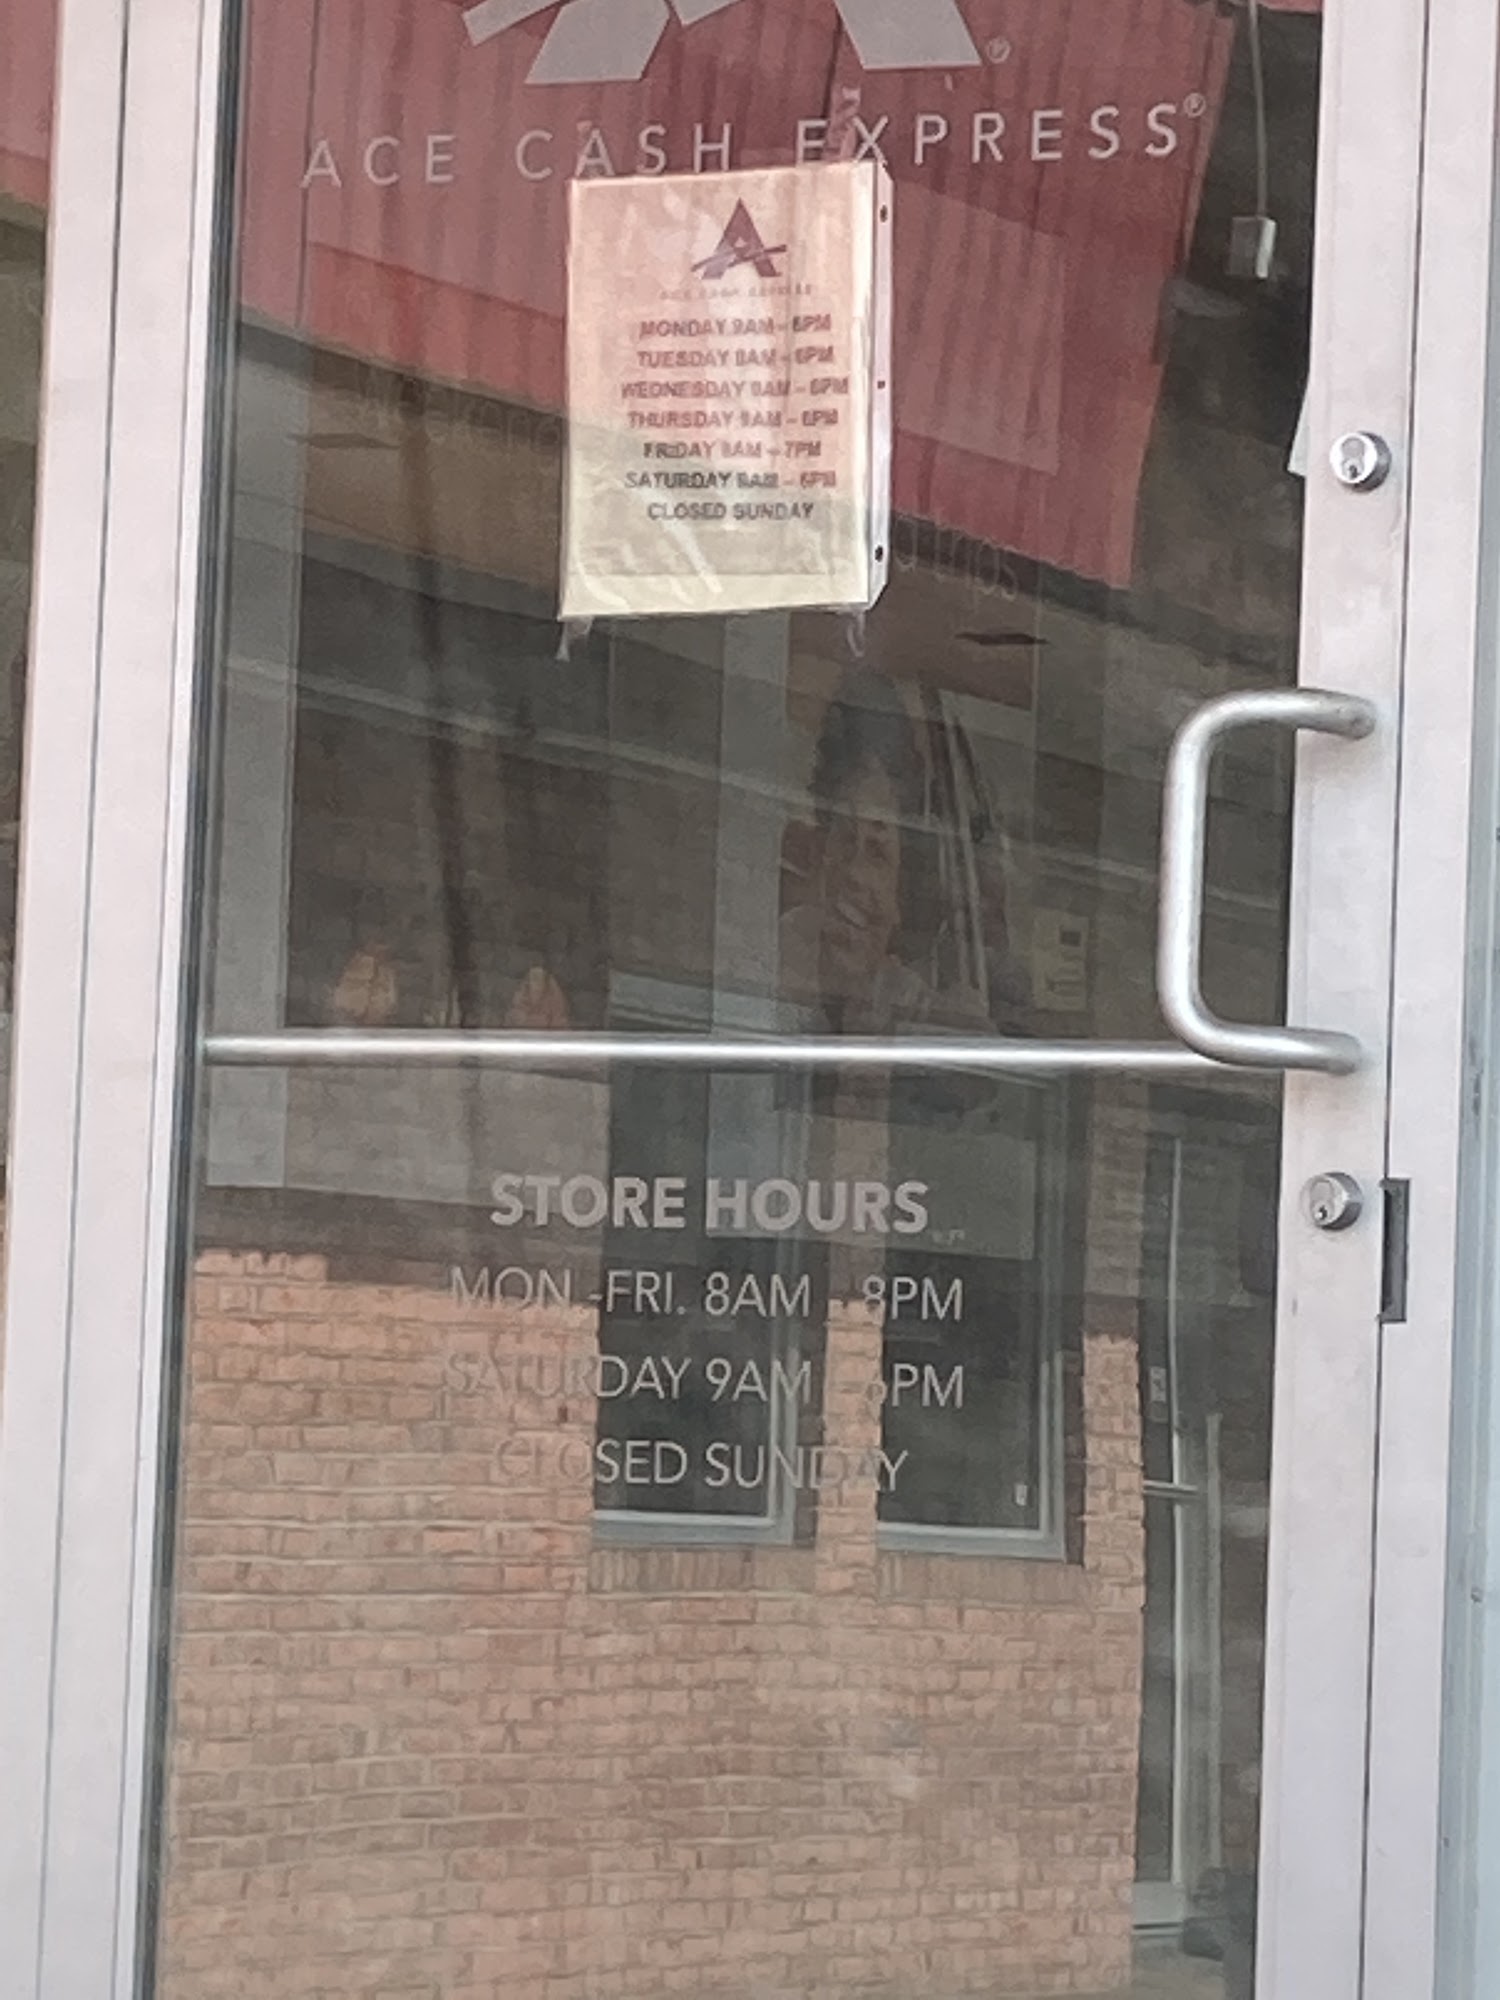 ACE CASH EXPRESS®
A
ACE CASH EXPRESS
MONDAY 9AM – 6PM
TUESDAY 9AM – 6PM
WEDNESDAY 9AM – 6PM
THURSDAY 9AM – 6PM
FRIDAY 9AM – 7PM
SATURDAY 9AM – 6PM
CLOSED SUNDAY
STORE HOURS
MON.-FRI. 8AM - 8PM
SATURDAY 9AM - PM
CLOSED SUNDAY